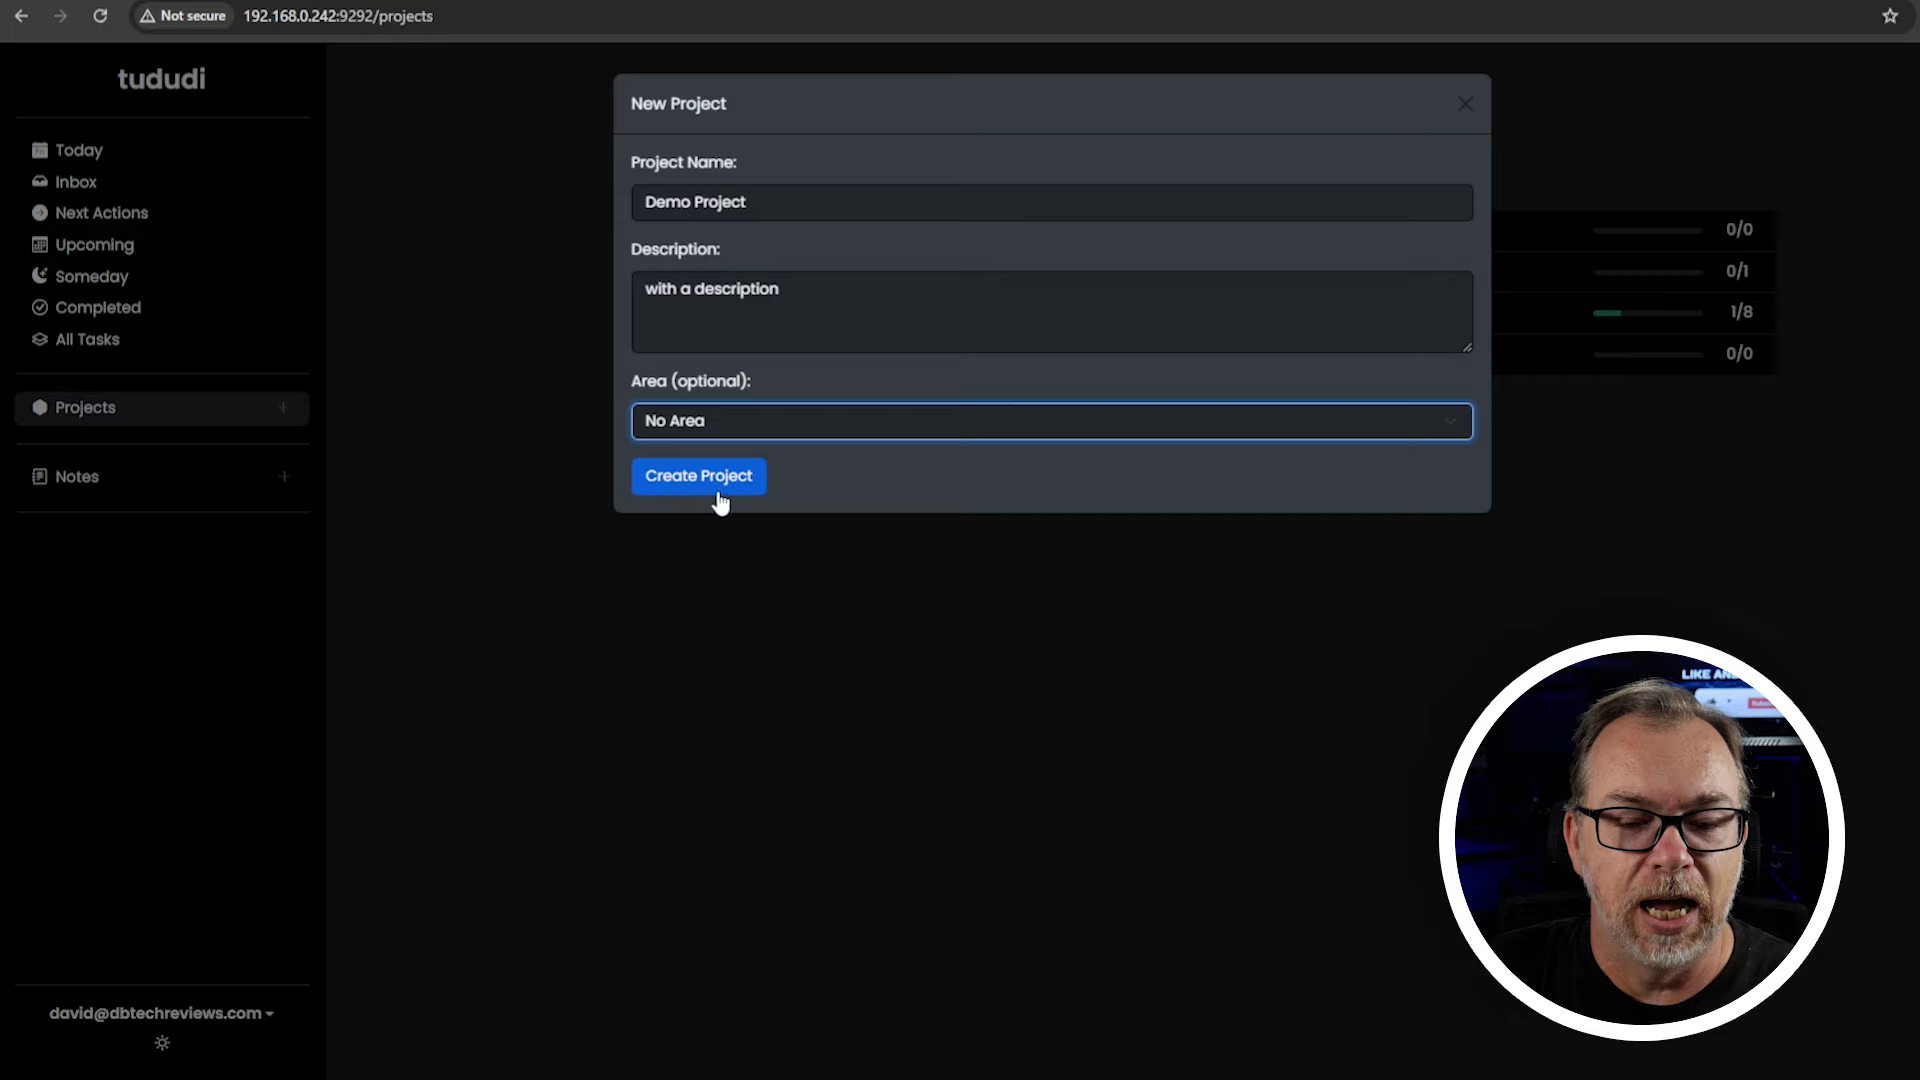 Not secure 192.168.0.242:9292/projects
tududi
Today
Inbox
Next Actions
Upcoming
Someday
Completed
All Tasks
Projects
Notes
david@dbtechreviews.com
New Project
Project Name:
Demo Project
Description:
with a description
Area (optional):
No Area
Create Project
0/0
0/1
1/8
0/0
LIKE AN